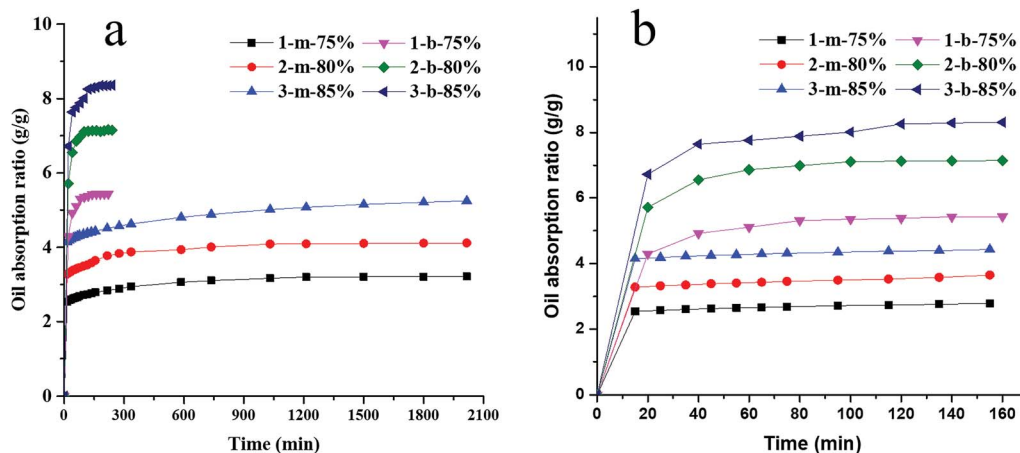 a
10
8
6
4
2
0
Oil absorption ratio (g/g)
1-m-75% 1-b-75%
2-m-80% 2-b-80%
3-m-85% 3-b-85%
0 300 600 900 1200 1500 1800 2100
Time (min)
b
10
8
6
4
2
0
Oil absorption ratio (g/g)
1-m-75% 1-b-75%
2-m-80% 2-b-80%
3-m-85% 3-b-85%
0 20 40 60 80 100 120 140 160
Time (min)